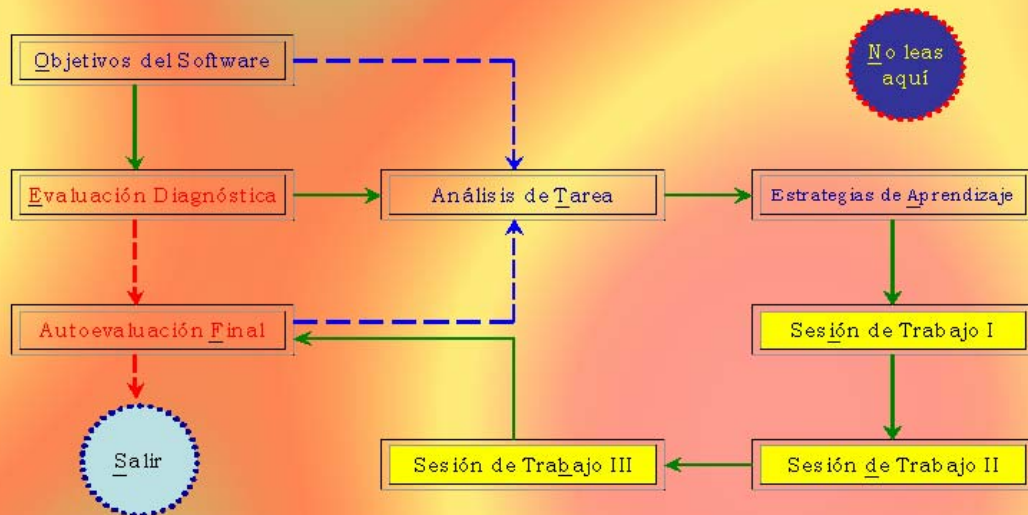 Objetivos del Software
No leas
aquí
Evaluación Diagnóstica
Análisis de Tarea
Estrategias de Aprendizaje
Autoevaluación Final
Sesión de Trabajo I
Salir
Sesión de Trabajo III
Sesión de Trabajo II